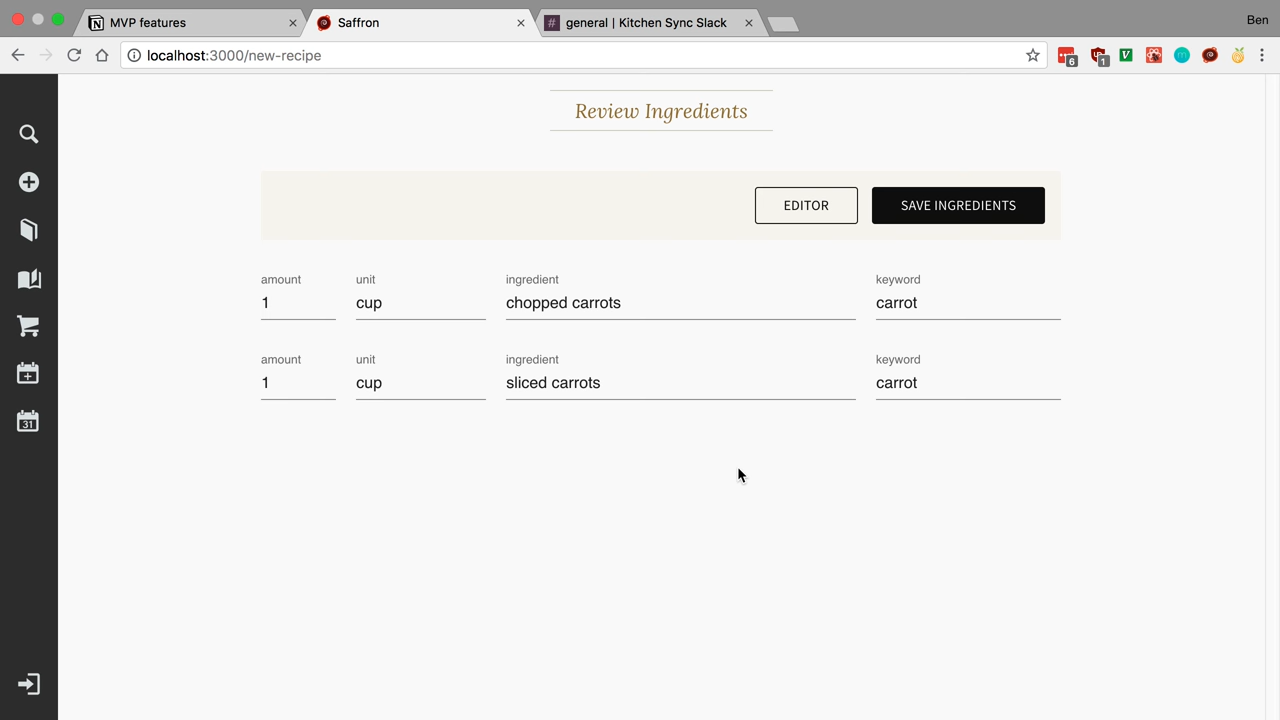 MVP features
Saffron
general | Kitchen Sync Slack
Ben
localhost:3000/new-recipe
6
1
V
Review Ingredients
EDITOR
SAVE INGREDIENTS
amount unit ingredient keyword
1 cup chopped carrots carrot
amount unit ingredient keyword
1 cup sliced carrots carrot
31